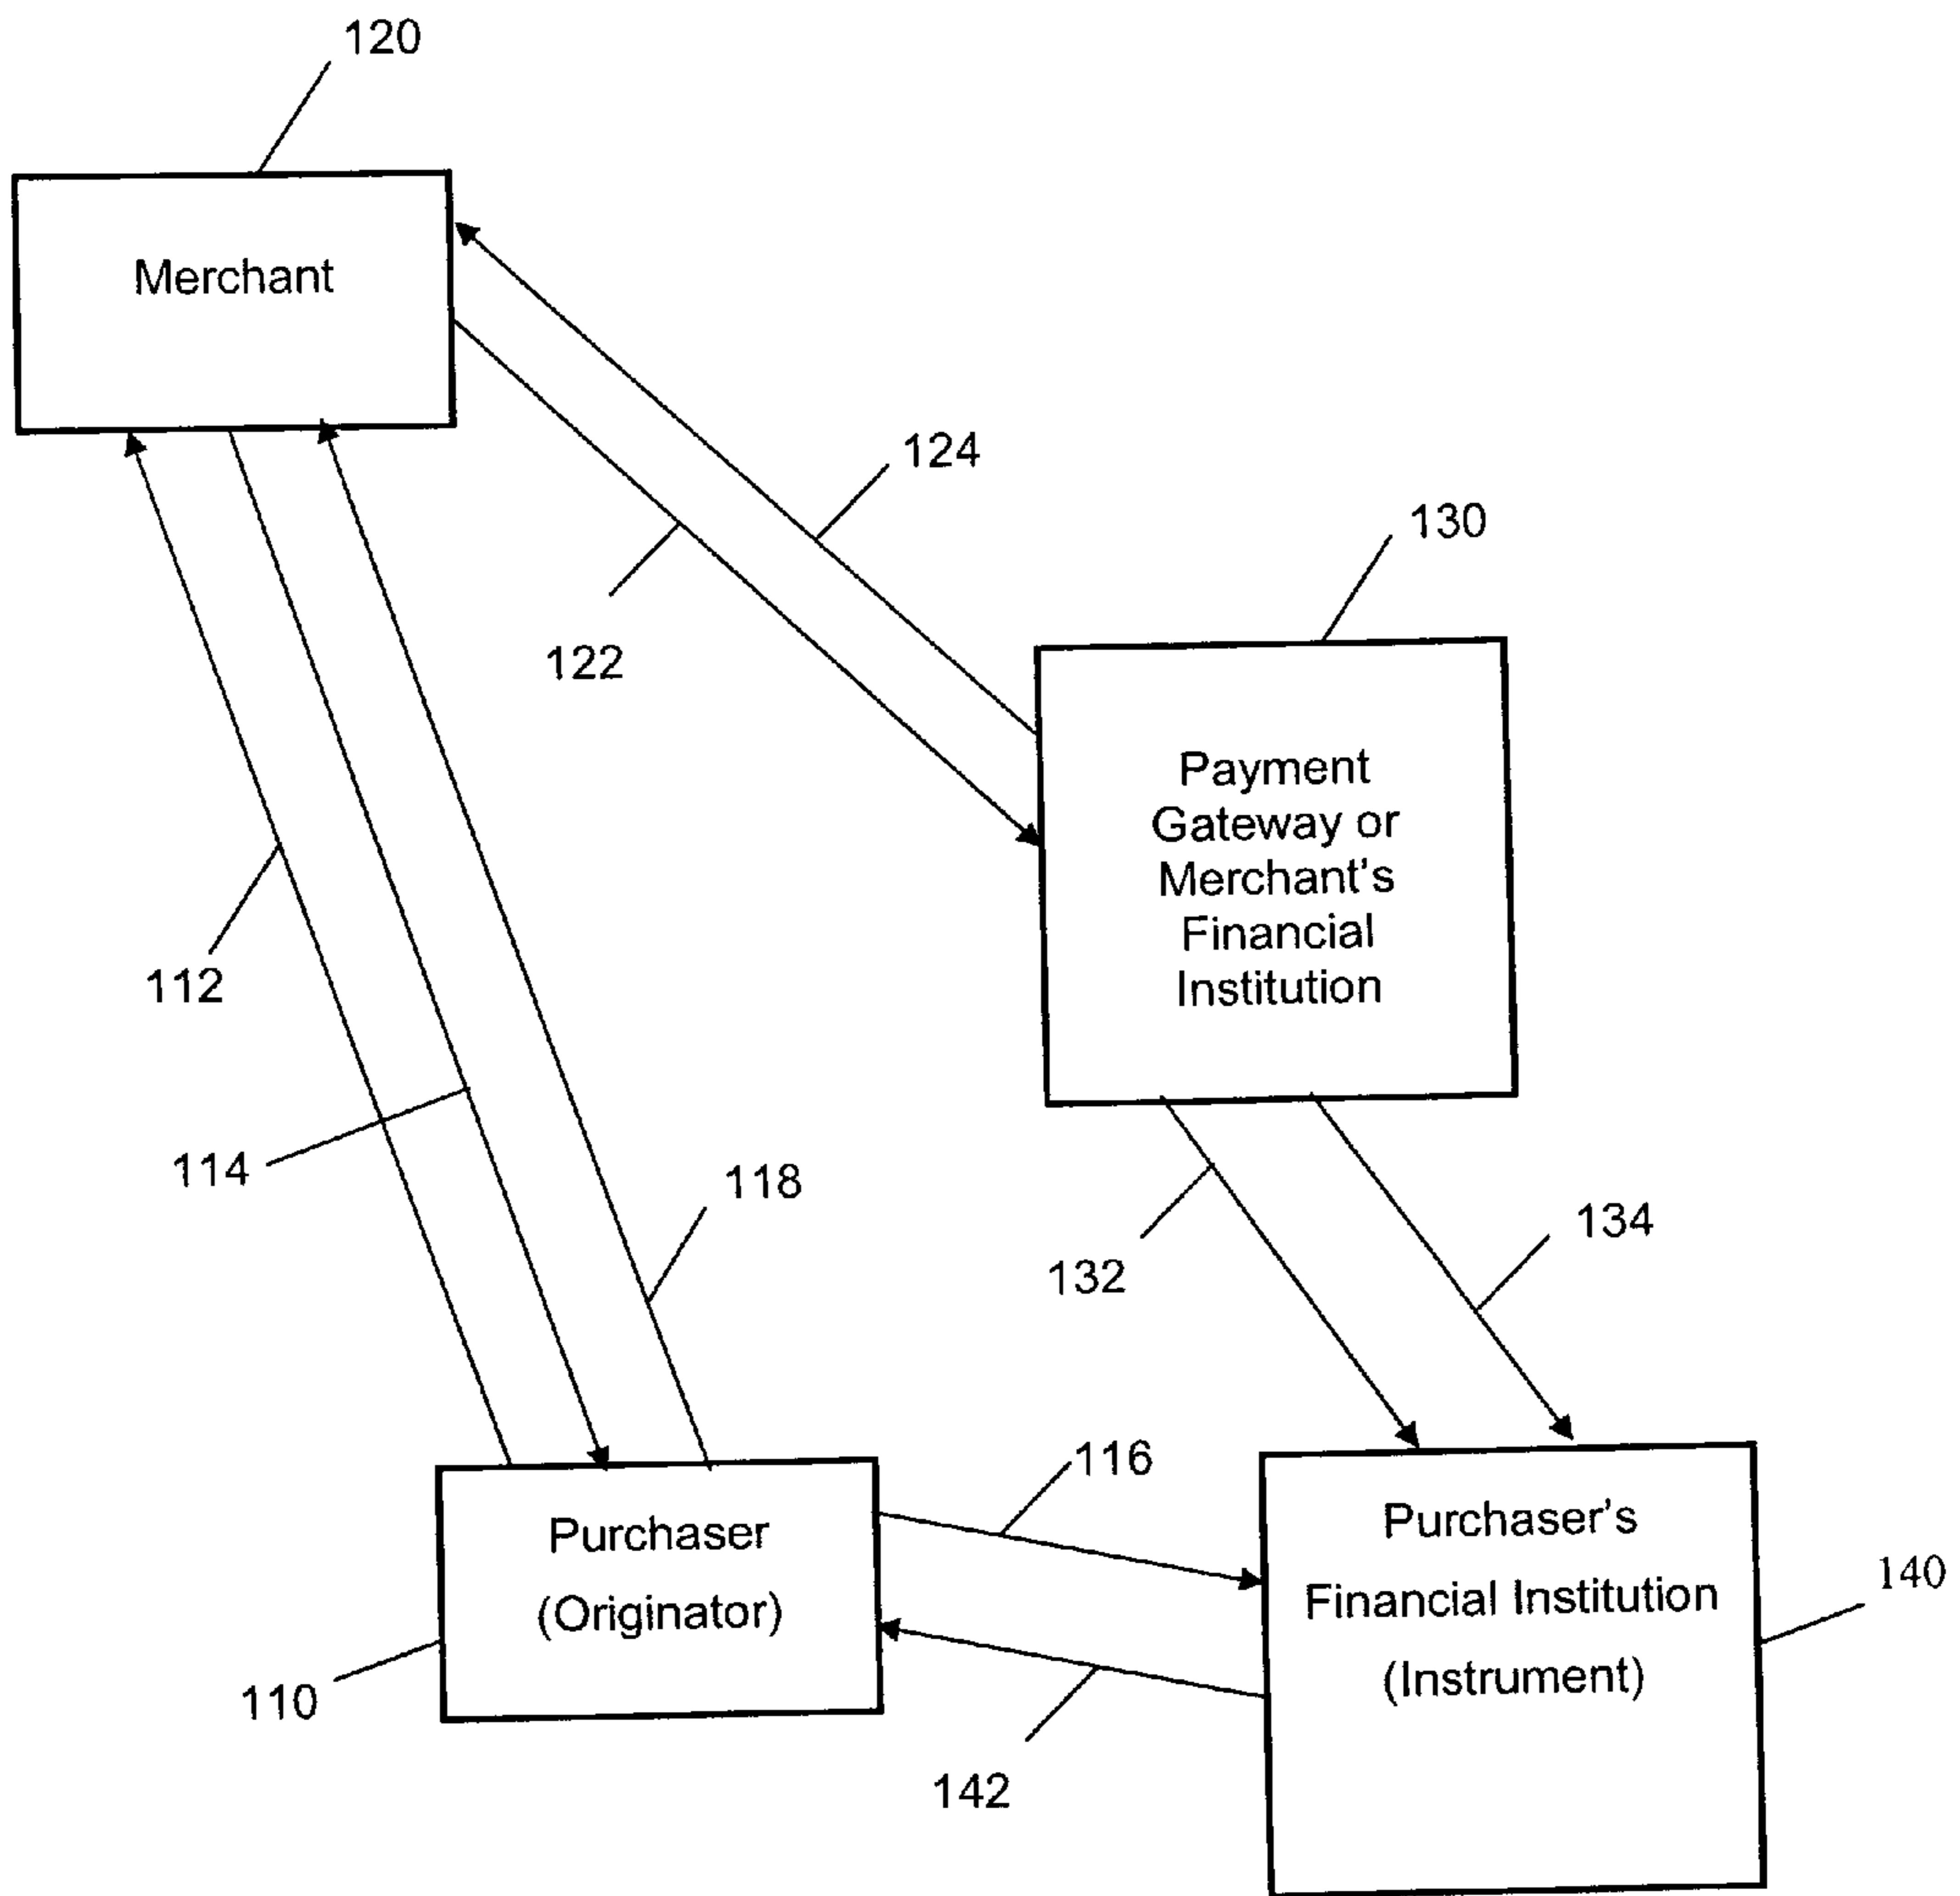 120
Merchant
124
130
122
Payment
Gateway or
Merchant's
Financial
Institution
112
114
118
134
132
116
Purchaser
(Originator)
Purchaser's
Financial Institution
(Instrument)
140
110
142